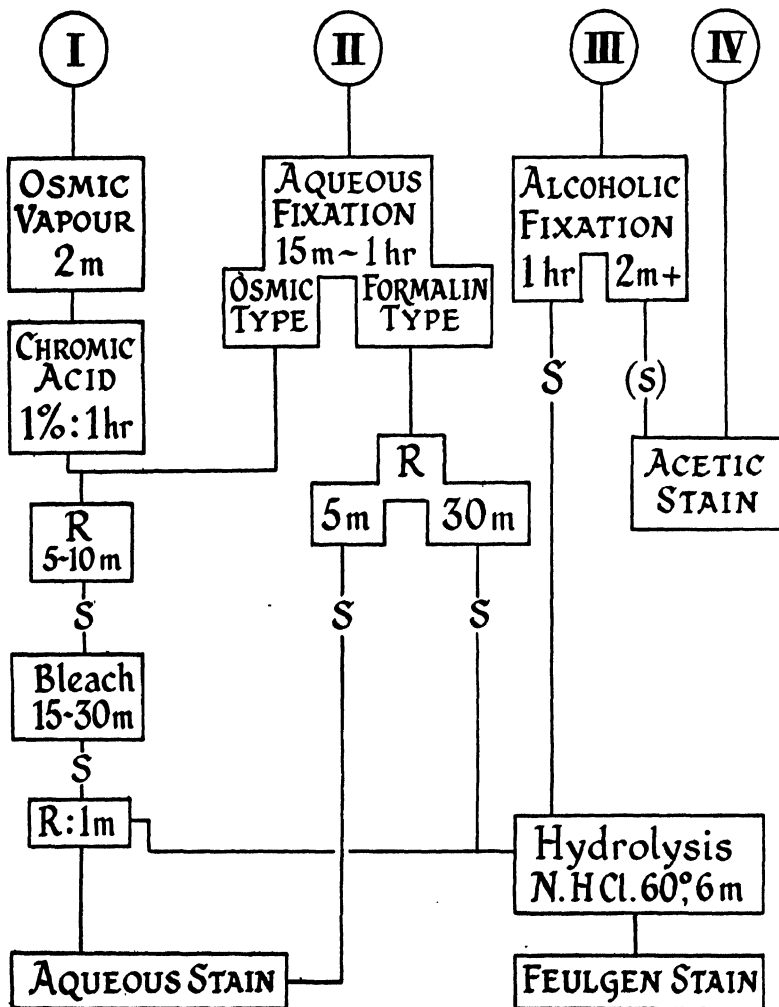 I
II
III
IV
OSMIC
VAPOUR
2m
CHROMIC
ACID
1%:1hr
R
5-10m
S
Bleach
15-30m
S
R:1m
AQUEOUS STAIN
AQUEOUS
FIXATION
15m~1hr
OSMIC
TYPE
FORMALIN
TYPE
R
5m
30m
S
S
ALCOHOLIC
FIXATION
1hr
2m+
S
(S)
ACETIC
STAIN
Hydrolysis
N.HCl.60°,6m
FEULGEN STAIN